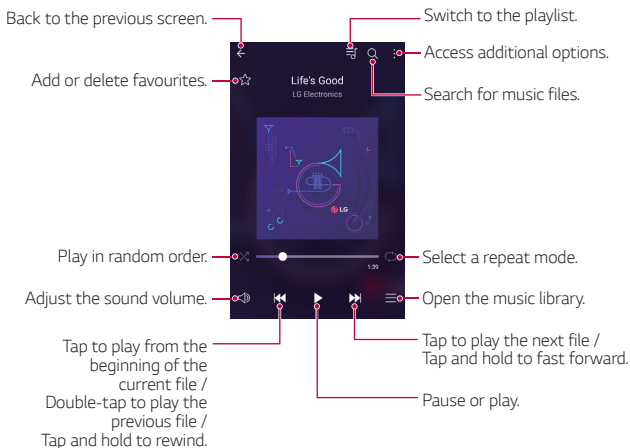 Back to the previous screen.
Switch to the playlist.
Access additional options.
Add or delete favourites.
Life's Good
LG Electronics
Search for music files.
LG
Play in random order.
Select a repeat mode.
1:39
Adjust the sound volume.
Open the music library.
Tap to play from the
beginning of the
current file /
Double-tap to play the
previous file /
Tap and hold to rewind.
Tap to play the next file /
Tap and hold to fast forward.
Pause or play.